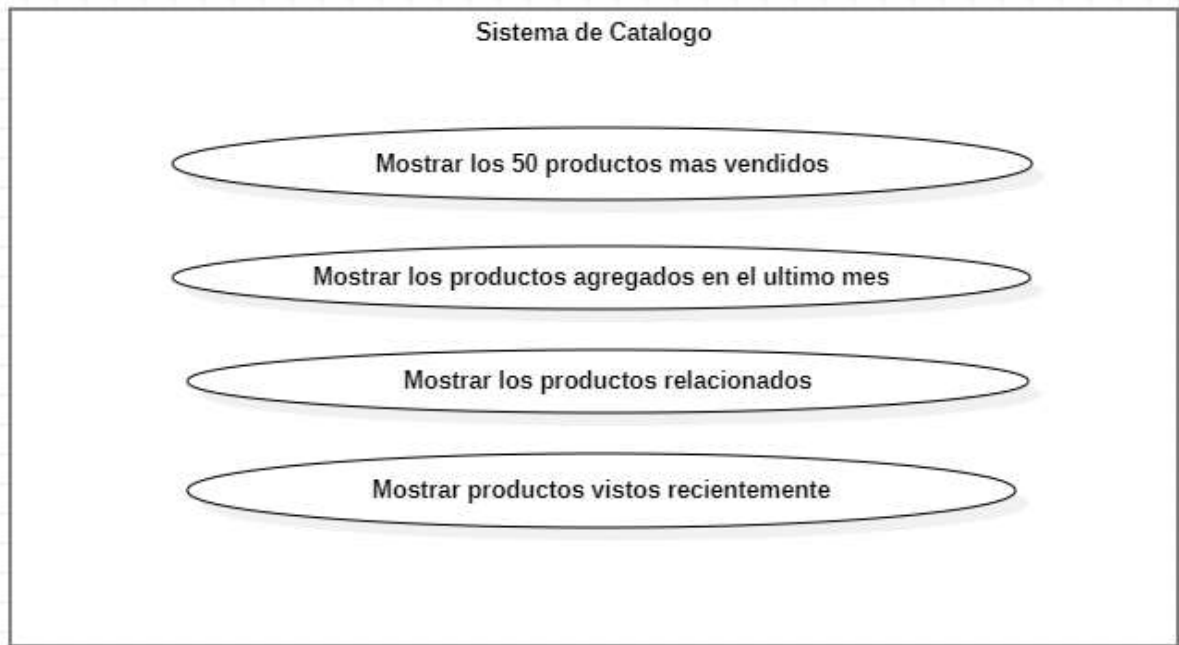 Sistema de Catalogo
Mostrar los 50 productos mas vendidos
Mostrar los productos agregados en el ultimo mes
Mostrar los productos relacionados
Mostrar productos vistos recientemente